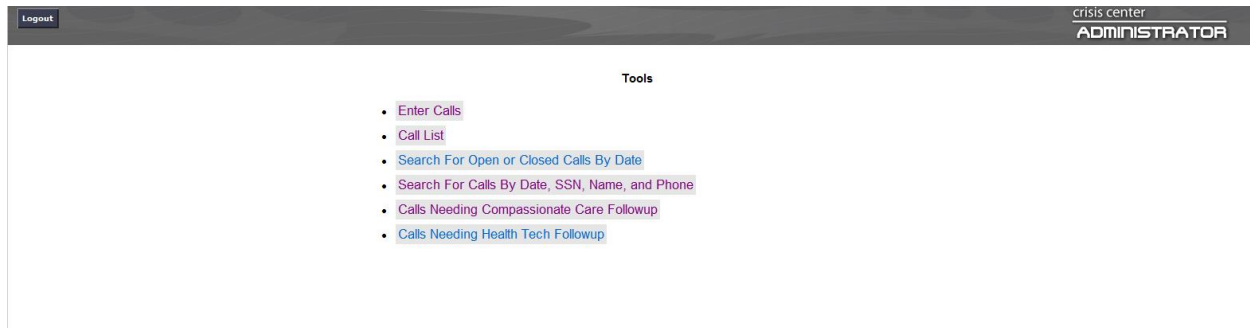 Logout
crisis center
ADMINISTRATOR
Tools
Enter Calls
Call List
Search For Open or Closed Calls By Date
Search For Calls By Date, SSN, Name, and Phone
Calls Needing Compassionate Care Followup
Calls Needing Health Tech Followup